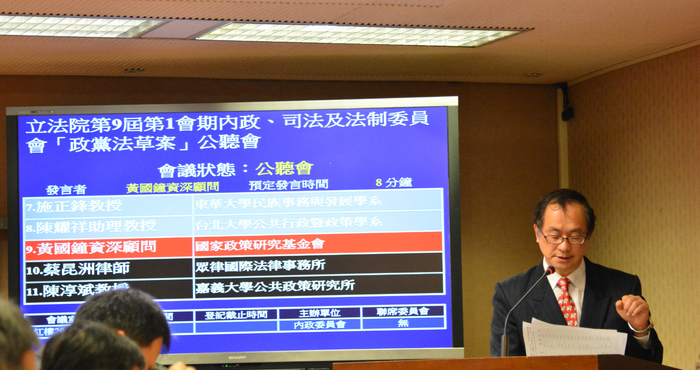 立法院第9屆第1會期內政、司法及法制委員
會「政黨法草案」公聽會
會議狀態：公聽會
發言者 黃國鐘資深顧問 預定發言時間 8 分鐘
7.施正鋒教授 東華大學民族事務與發展學系
8.陳耀祥助理教授 台北大學公共行政暨政策學系
9.黃國鐘資深顧問 國家政策研究基金會
10.蔡昆洲律師 眾律國際法律事務所
11.陳淳斌教授 嘉義大學公共政策研究所
會議室 時間 登記截止時間 主辦單位 聯席委員會
紅樓 內政委員會 無
SHARP